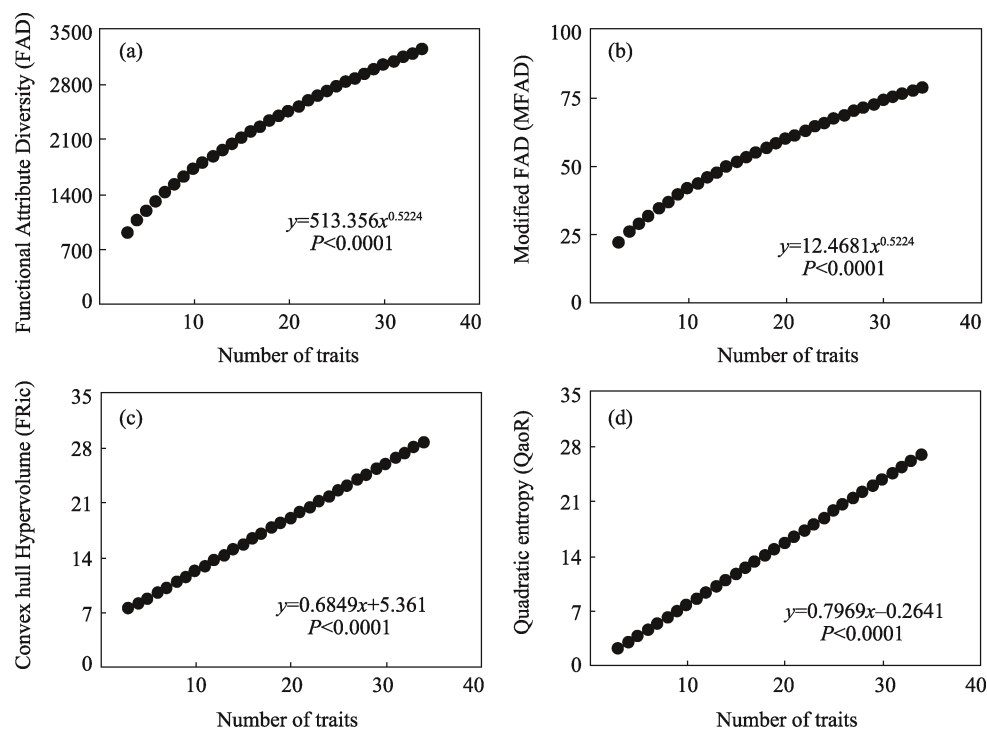 (a)
Functional Attribute Diversity (FAD)
3500
2800
2100
1400
700
0
y=513.356x^0.5224
P<0.0001
10 20 30 40
Number of traits
(b)
Modified FAD (MFAD)
100
75
50
25
0
y=12.4681x^0.5224
P<0.0001
10 20 30 40
Number of traits
(c)
Convex hull Hypervolume (FRic)
35
28
21
14
7
0
y=0.6849x+5.361
P<0.0001
10 20 30 40
Number of traits
(d)
Quadratic entropy (QaoR)
35
28
21
14
7
0
y=0.7969x–0.2641
P<0.0001
10 20 30 40
Number of traits